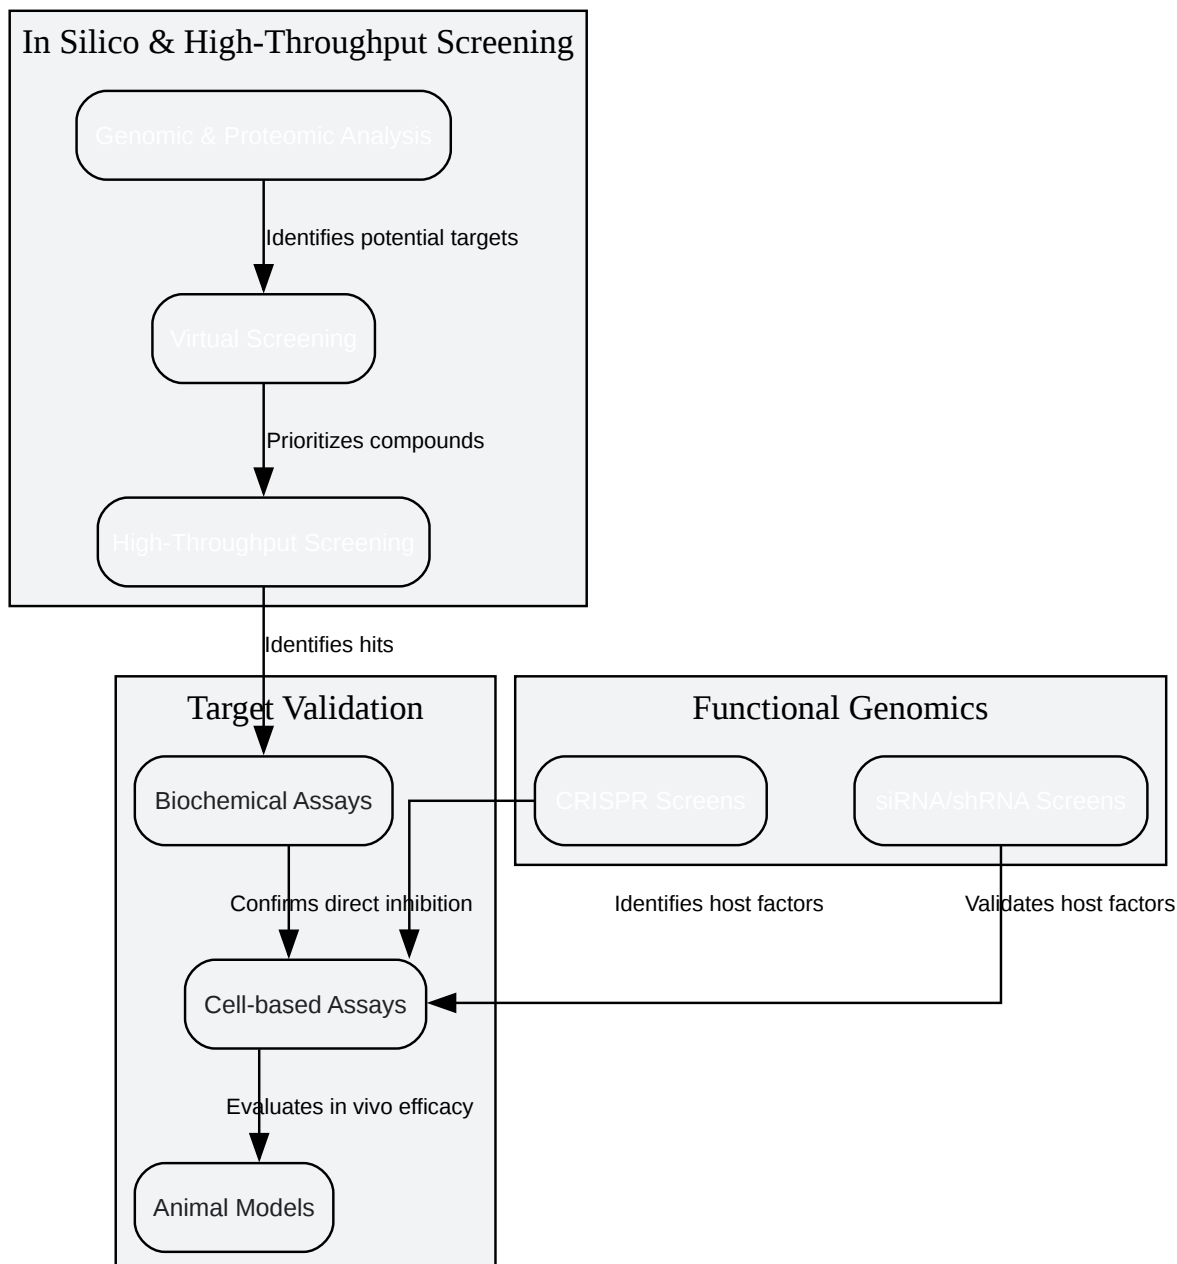 In Silico & High-Throughput Screening
Genomic & Proteomic Analysis
Identifies potential targets
Virtual Screening
Prioritizes compounds
High-Throughput Screening
Identifies hits
Target Validation
Functional Genomics
Biochemical Assays
CRISPR Screens
siRNA/shRNA Screens
Confirms direct inhibition
Identifies host factors
Validates host factors
Cell-based Assays
Evaluates in vivo efficacy
Animal Models